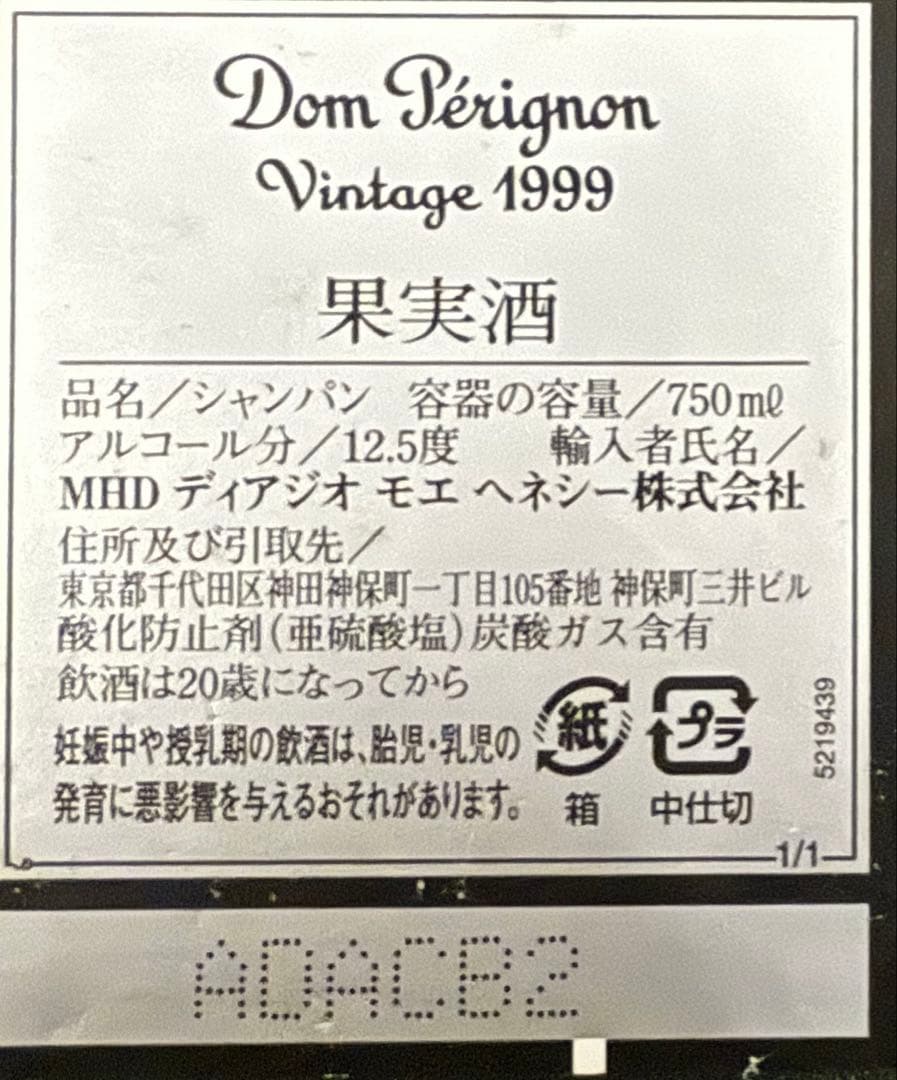 Dom Pérignon
Vintage 1999
果実酒
品名／シャンパン 容器の容量／750mℓ
アルコール分／12.5度 輸入者氏名／
MHD ディアジオ モエ ヘネシー株式会社
住所及び引取先／
東京都千代田区神田神保町一丁目105番地 神保町三井ビル
酸化防止剤(亜硫酸塩)炭酸ガス含有
飲酒は20歳になってから
妊娠中や授乳期の飲酒は、胎児・乳児の
発育に悪影響を与えるおそれがあります。
紙 プラ
箱 中仕切
5219439
1/1
ADACB2